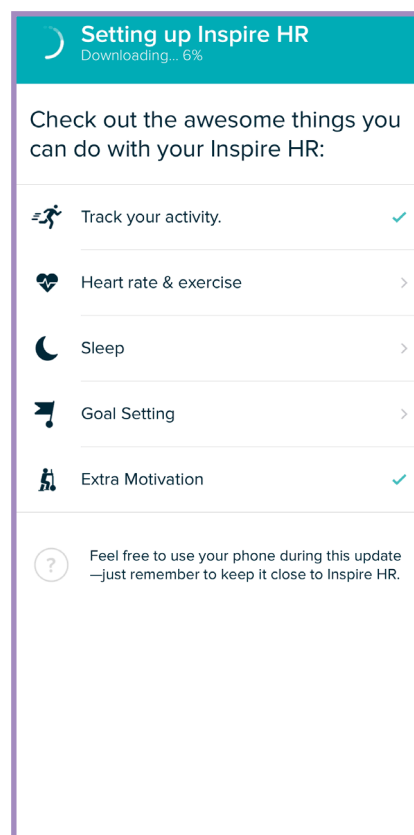 Setting up Inspire HR
Downloading... 6%
Check out the awesome things you
can do with your Inspire HR:
Track your activity.
Heart rate & exercise
Sleep
Goal Setting
Extra Motivation
?
Feel free to use your phone during this update
—just remember to keep it close to Inspire HR.